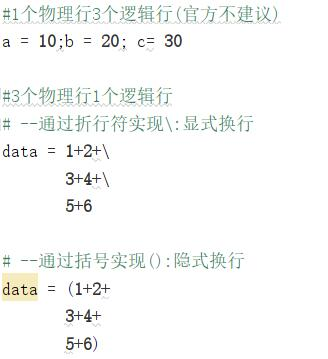 #1个物理行3个逻辑行(官方不建议)
a = 10;b = 20; c= 30
#3个物理行1个逻辑行
# --通过折行符实现\:显式换行
data = 1+2+\
3+4+\
5+6
# --通过括号实现():隐式换行
data = (1+2+
3+4+
5+6)